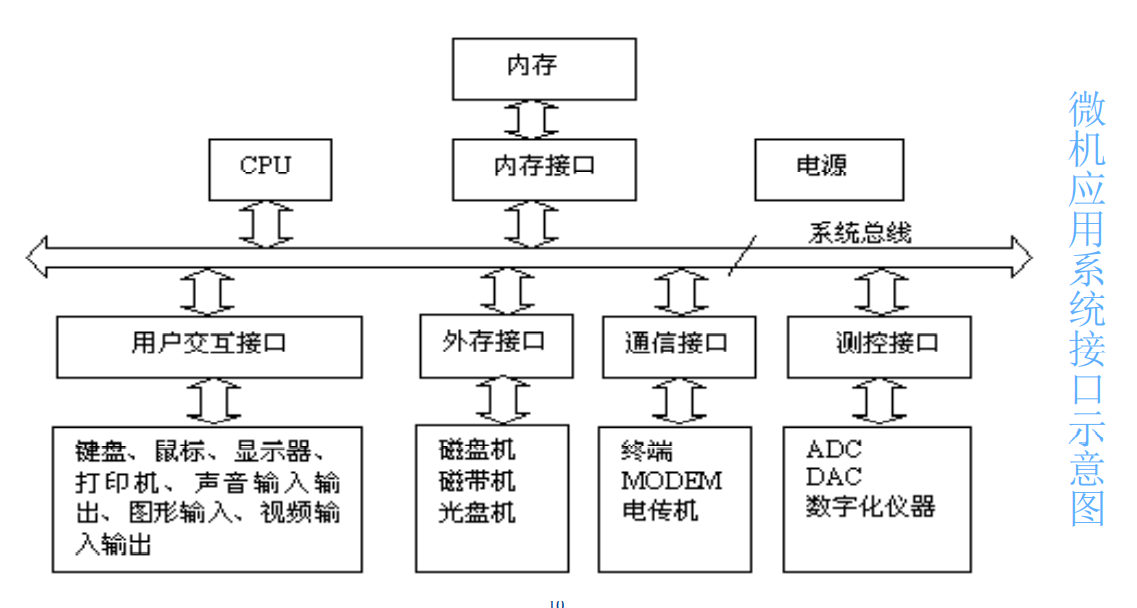 内存
CPU
内存接口
电源
系统总线
用户交互接口
外存接口
通信接口
测控接口
键盘、鼠标、显示器、
打印机、声音输入输
出、图形输入、视频输
入输出
磁盘机
磁带机
光盘机
终端
MODEM
电传机
ADC
DAC
数字化仪器
微机应用系统接口示意图
10